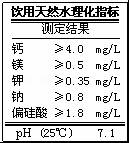 饮用天然水理化指标
测定结果
钙 ≥4.0 mg/L
镁 ≥0.5 mg/L
钾 ≥0.35 mg/L
钠 ≥0.8 mg/L
偏硅酸 ≥1.8 mg/L
pH (25℃) 7.1